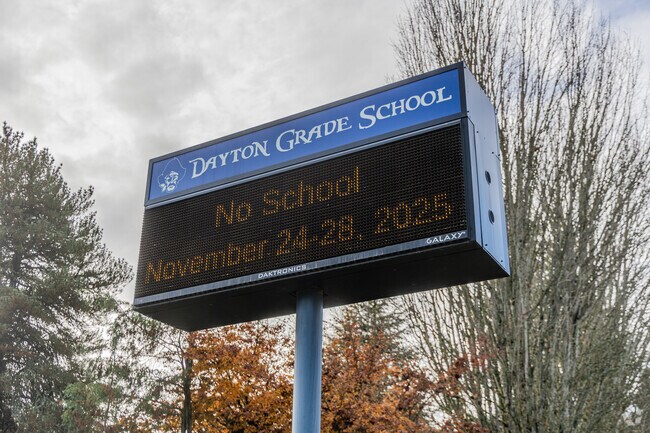 Dayton Grade School
No School
November 24-28, 2025
DAKTRONICS
GALAXY